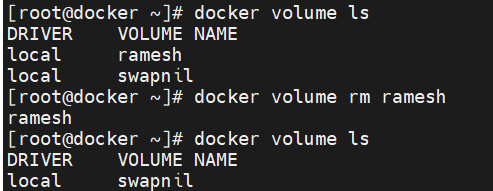 [root@docker ~]# docker volume ls
DRIVER    VOLUME NAME
local     ramesh
local     swapnil
[root@docker ~]# docker volume rm ramesh
ramesh
[root@docker ~]# docker volume ls
DRIVER    VOLUME NAME
local     swapnil